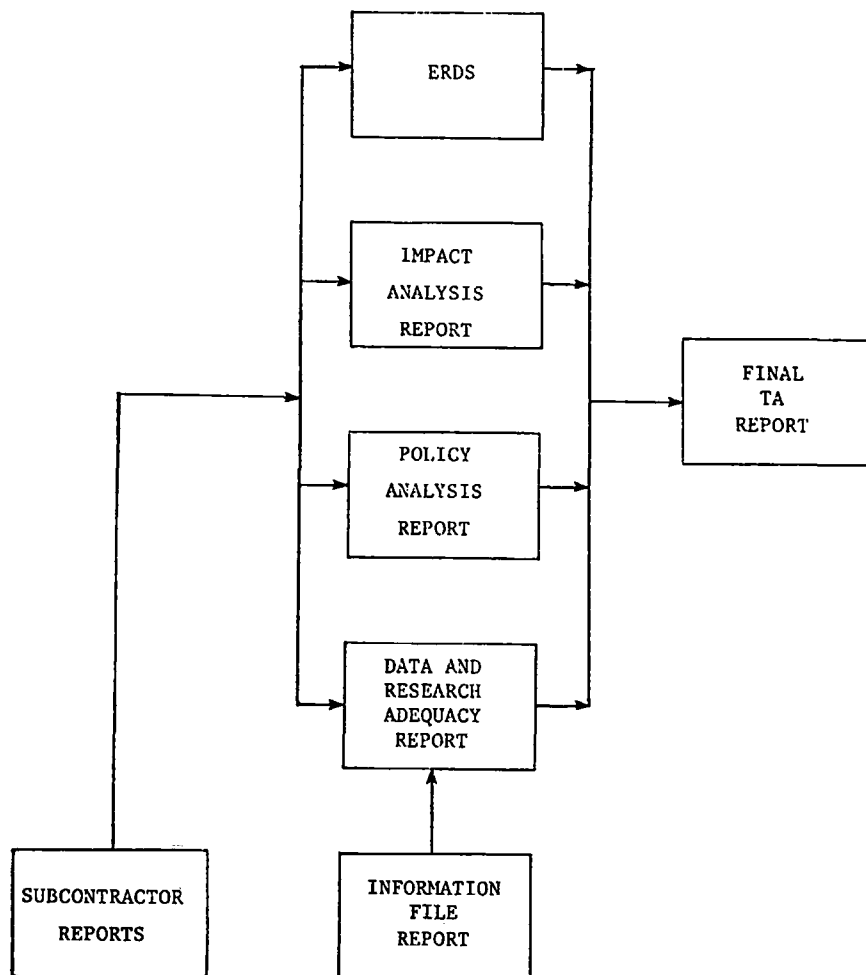 ERDS
IMPACT
ANALYSIS
REPORT
FINAL
TA
REPORT
POLICY
ANALYSIS
REPORT
DATA AND
RESEARCH
ADEQUACY
REPORT
SUBCONTRACTOR
REPORTS
INFORMATION
FILE
REPORT